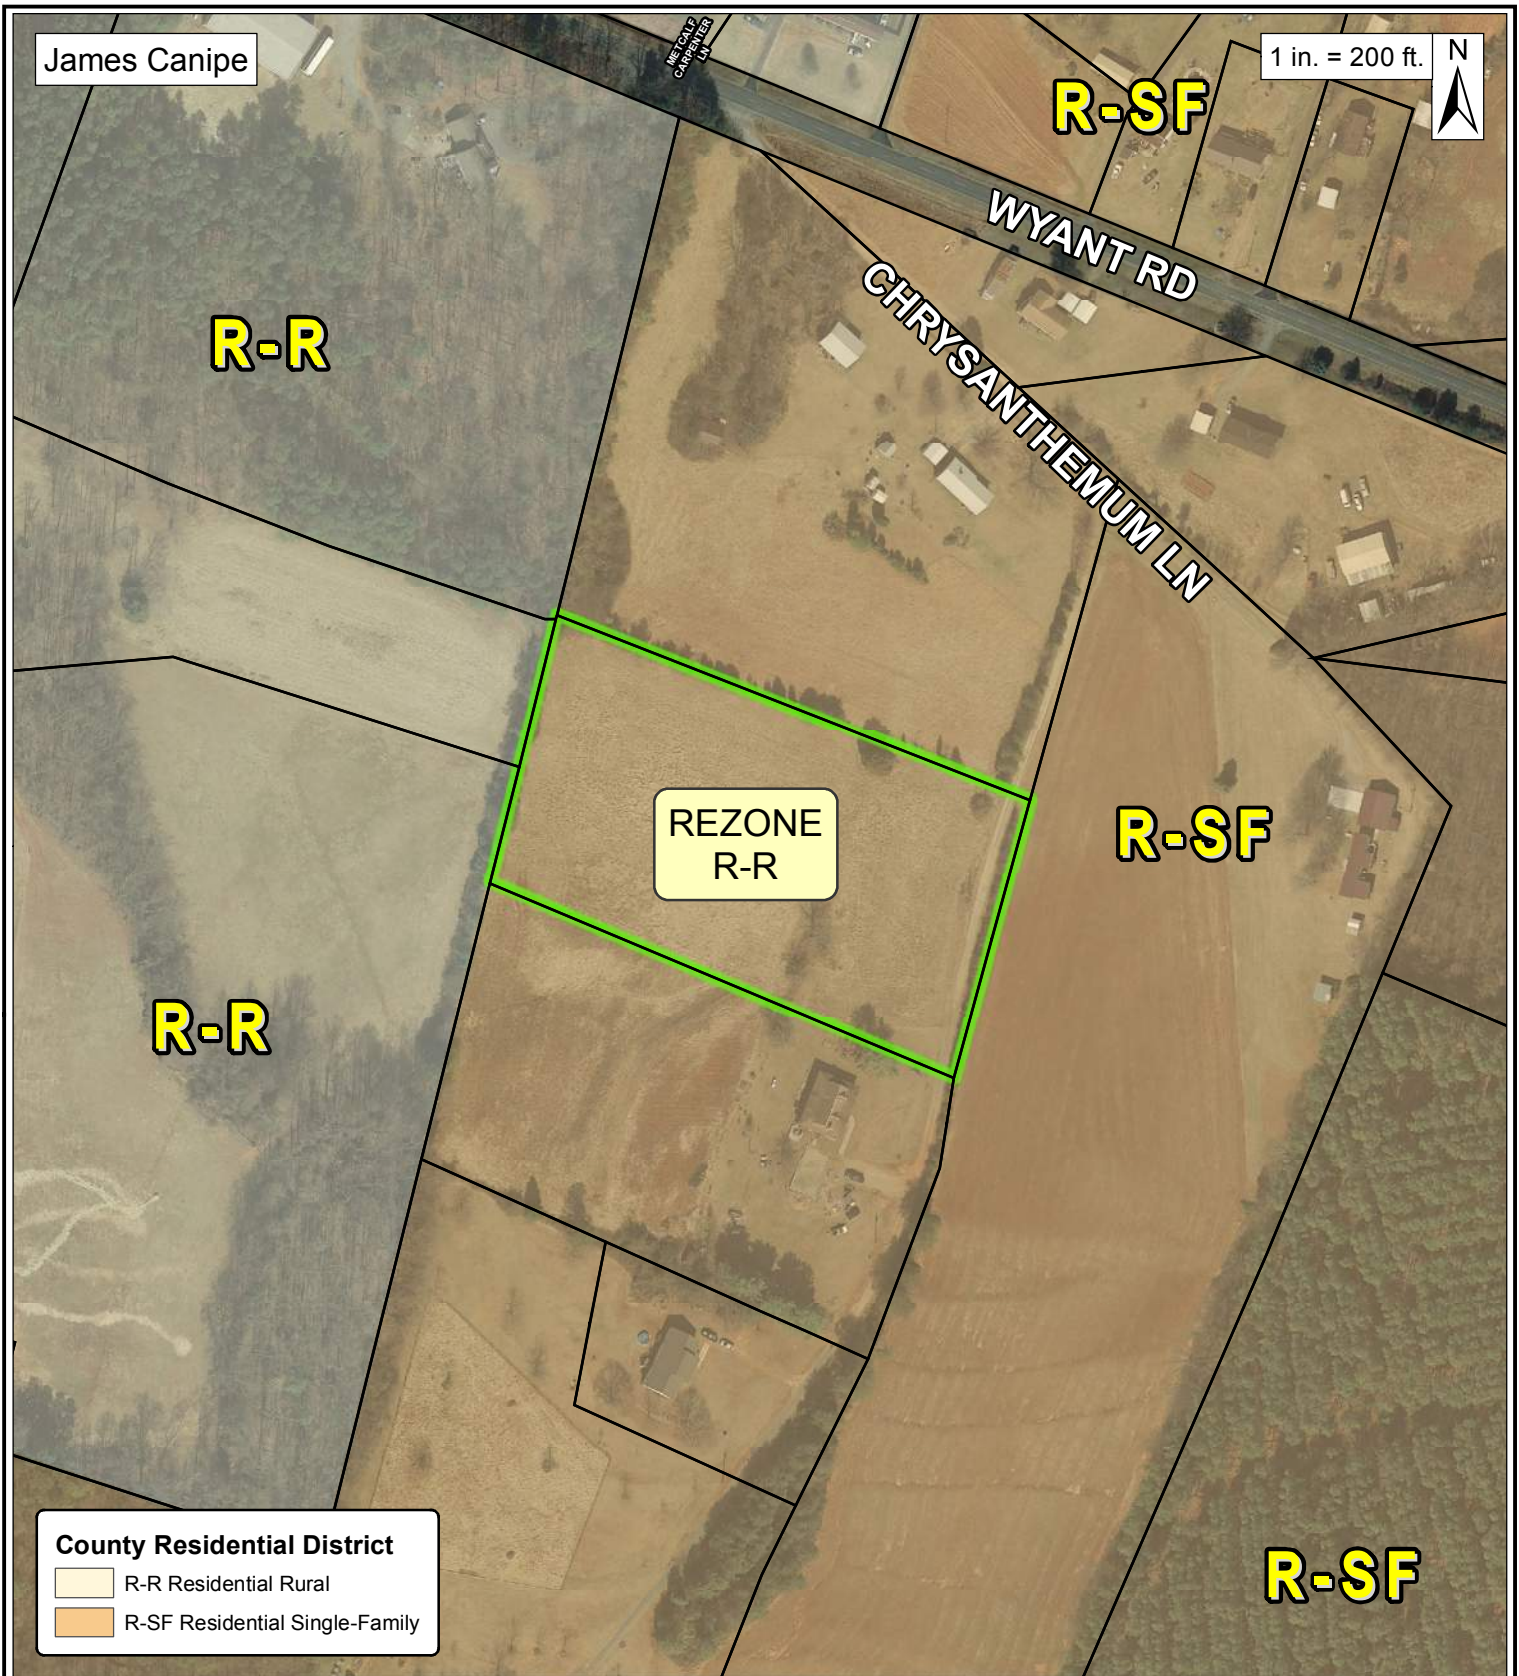 James Canipe
METCALF
CARPENTER
LN
1 in. = 200 ft.
N
R-SF
WYANT RD
CHRYSANTHEMUM LN
R-R
REZONE
R-R
R-SF
R-R
County Residential District
R-R Residential Rural
R-SF Residential Single-Family
R-SF